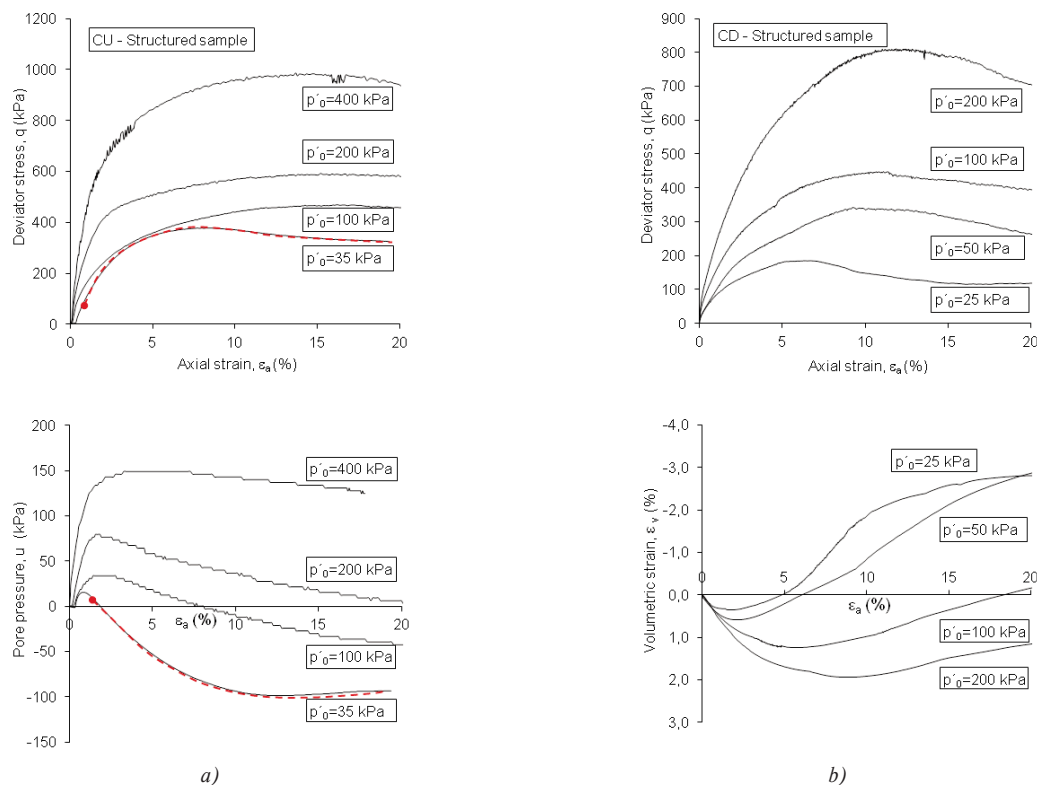 CU - Structured sample
Deviator stress, q (kPa)
1200
1000
800
600
400
200
0
p´0=400 kPa
p´0=200 kPa
p´0=100 kPa
p´0=35 kPa
0
5
10
15
20
Axial strain, εa (%)
CD - Structured sample
Deviator stress, q (kPa)
900
800
700
600
500
400
300
200
100
0
p´0=200 kPa
p´0=100 kPa
p´0=50 kPa
p´0=25 kPa
0
5
10
15
20
Axial strain, εa (%)
Pore pressure, u (kPa)
200
150
100
50
0
-50
-100
-150
p´0=400 kPa
p´0=200 kPa
0
5
10
15
20
εa (%)
p´0=100 kPa
p´0=35 kPa
a)
Volumetric strain, εv (%)
-4,0
-3,0
-2,0
-1,0
0,0
1,0
2,0
3,0
p´0=25 kPa
p´0=50 kPa
0
5
10
15
20
εa (%)
p´0=100 kPa
p´0=200 kPa
b)